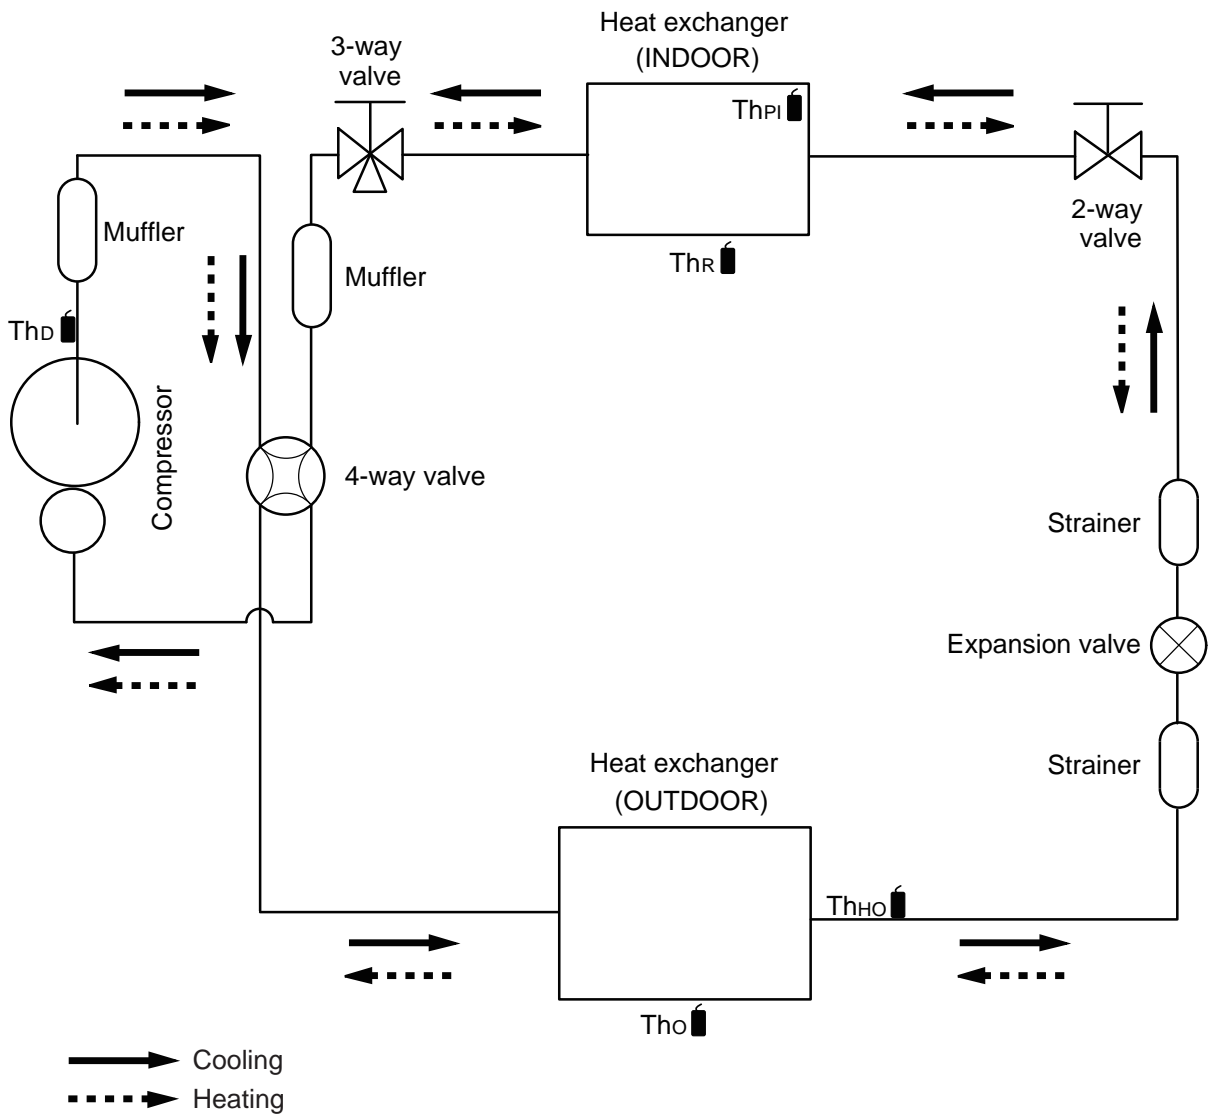 Heat exchanger
(INDOOR)
3-way
valve
ThPI
Muffler
2-way
valve
ThR
Muffler
ThD
Compressor
4-way valve
Strainer
Expansion valve
Heat exchanger
(OUTDOOR)
Strainer
ThHO
ThO
Cooling
Heating